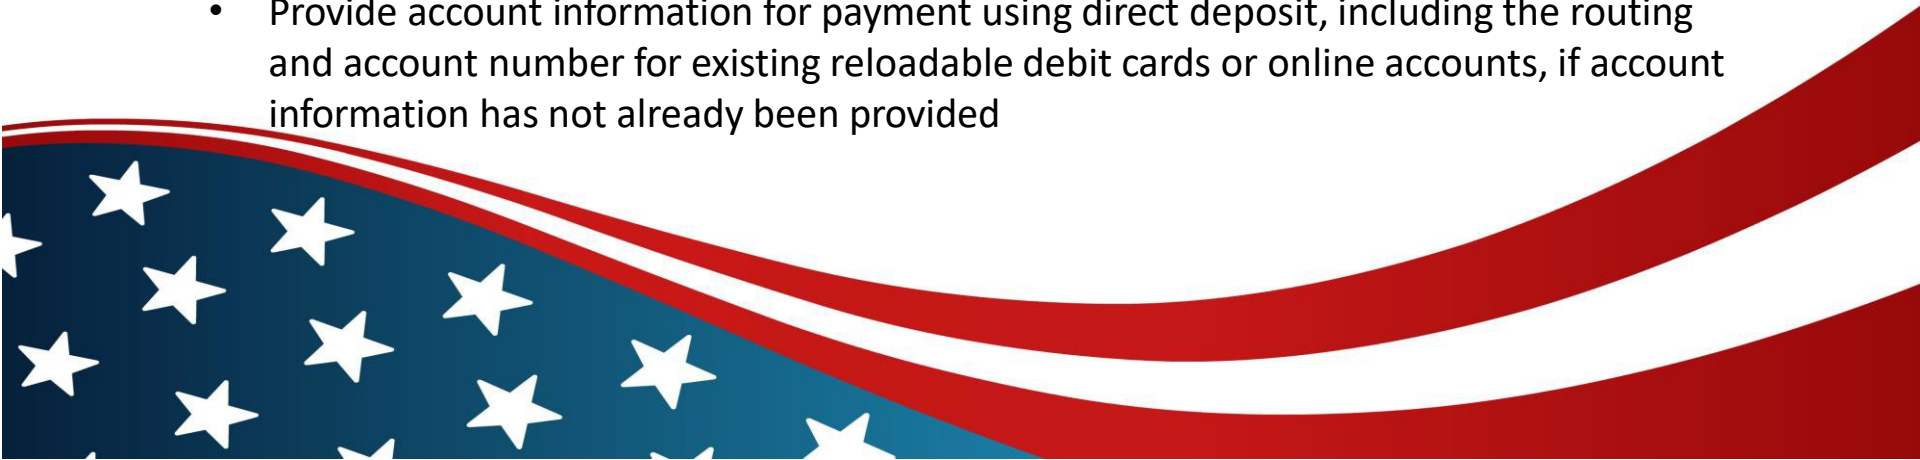 • Provide account information for payment using direct deposit, including the routing
and account number for existing reloadable debit cards or online accounts, if account
information has not already been provided